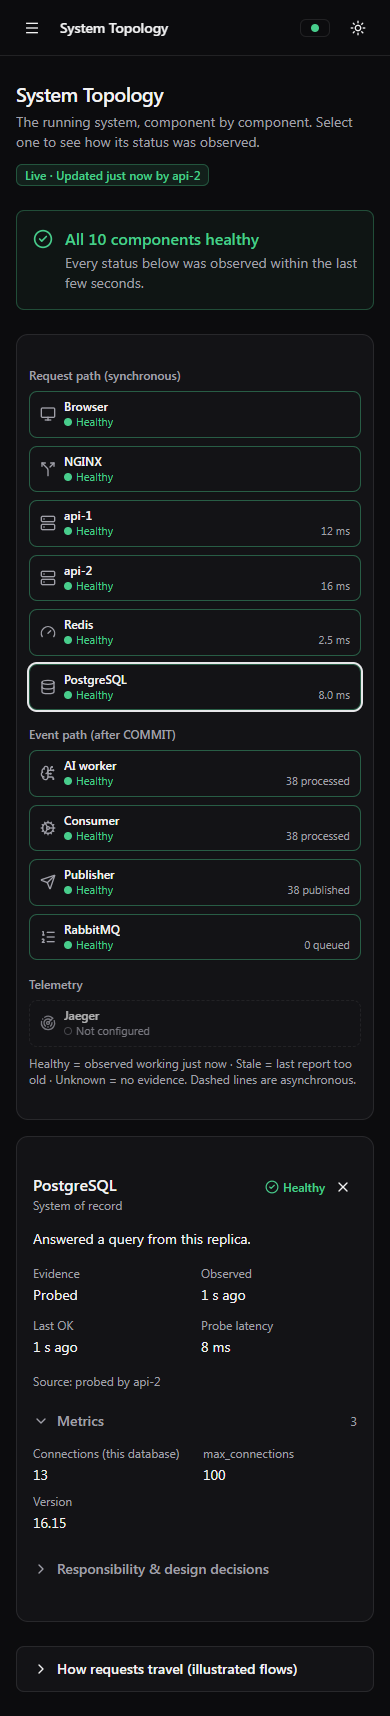 System Topology
System Topology
The running system, component by component. Select
one to see how its status was observed.
Live · Updated just now by api-2
All 10 components healthy
Every status below was observed within the last
few seconds.
Request path (synchronous)
Browser
Healthy
NGINX
Healthy
api-1
Healthy 12 ms
api-2
Healthy 16 ms
Redis
Healthy 2.5 ms
PostgreSQL
Healthy 8.0 ms
Event path (after COMMIT)
AI worker
Healthy 38 processed
Consumer
Healthy 38 processed
Publisher
Healthy 38 published
RabbitMQ
Healthy 0 queued
Telemetry
Jaeger
Not configured
Healthy = observed working just now · Stale = last report too
old · Unknown = no evidence. Dashed lines are asynchronous.
PostgreSQL Healthy
System of record
Answered a query from this replica.
Evidence Observed
Probed 1 s ago
Last OK Probe latency
1 s ago 8 ms
Source: probed by api-2
Metrics 3
Connections (this database) max_connections
13 100
Version
16.15
Responsibility & design decisions
How requests travel (illustrated flows)